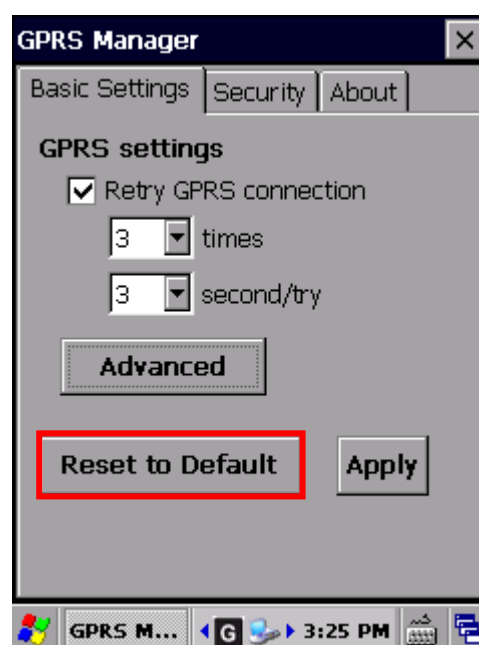 GPRS Manager
Basic Settings Security About
GPRS settings
Retry GPRS connection
3 times
3 second/try
Advanced
Reset to Default Apply
GPRS M... G 3:25 PM